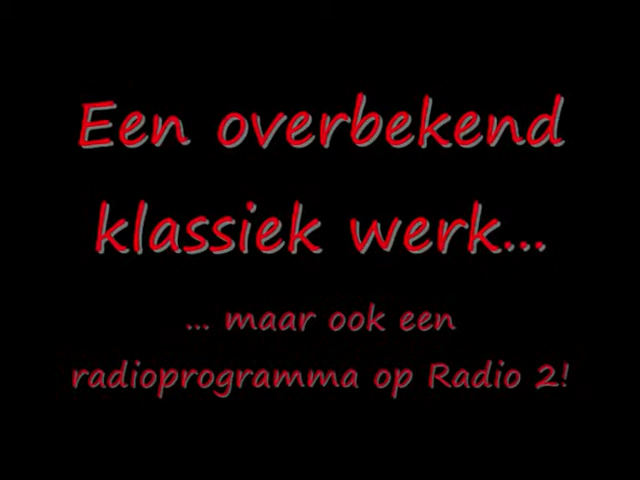 Een overbekend
klassiek werk...
... maar ook een
radioprogramma op Radio 2!